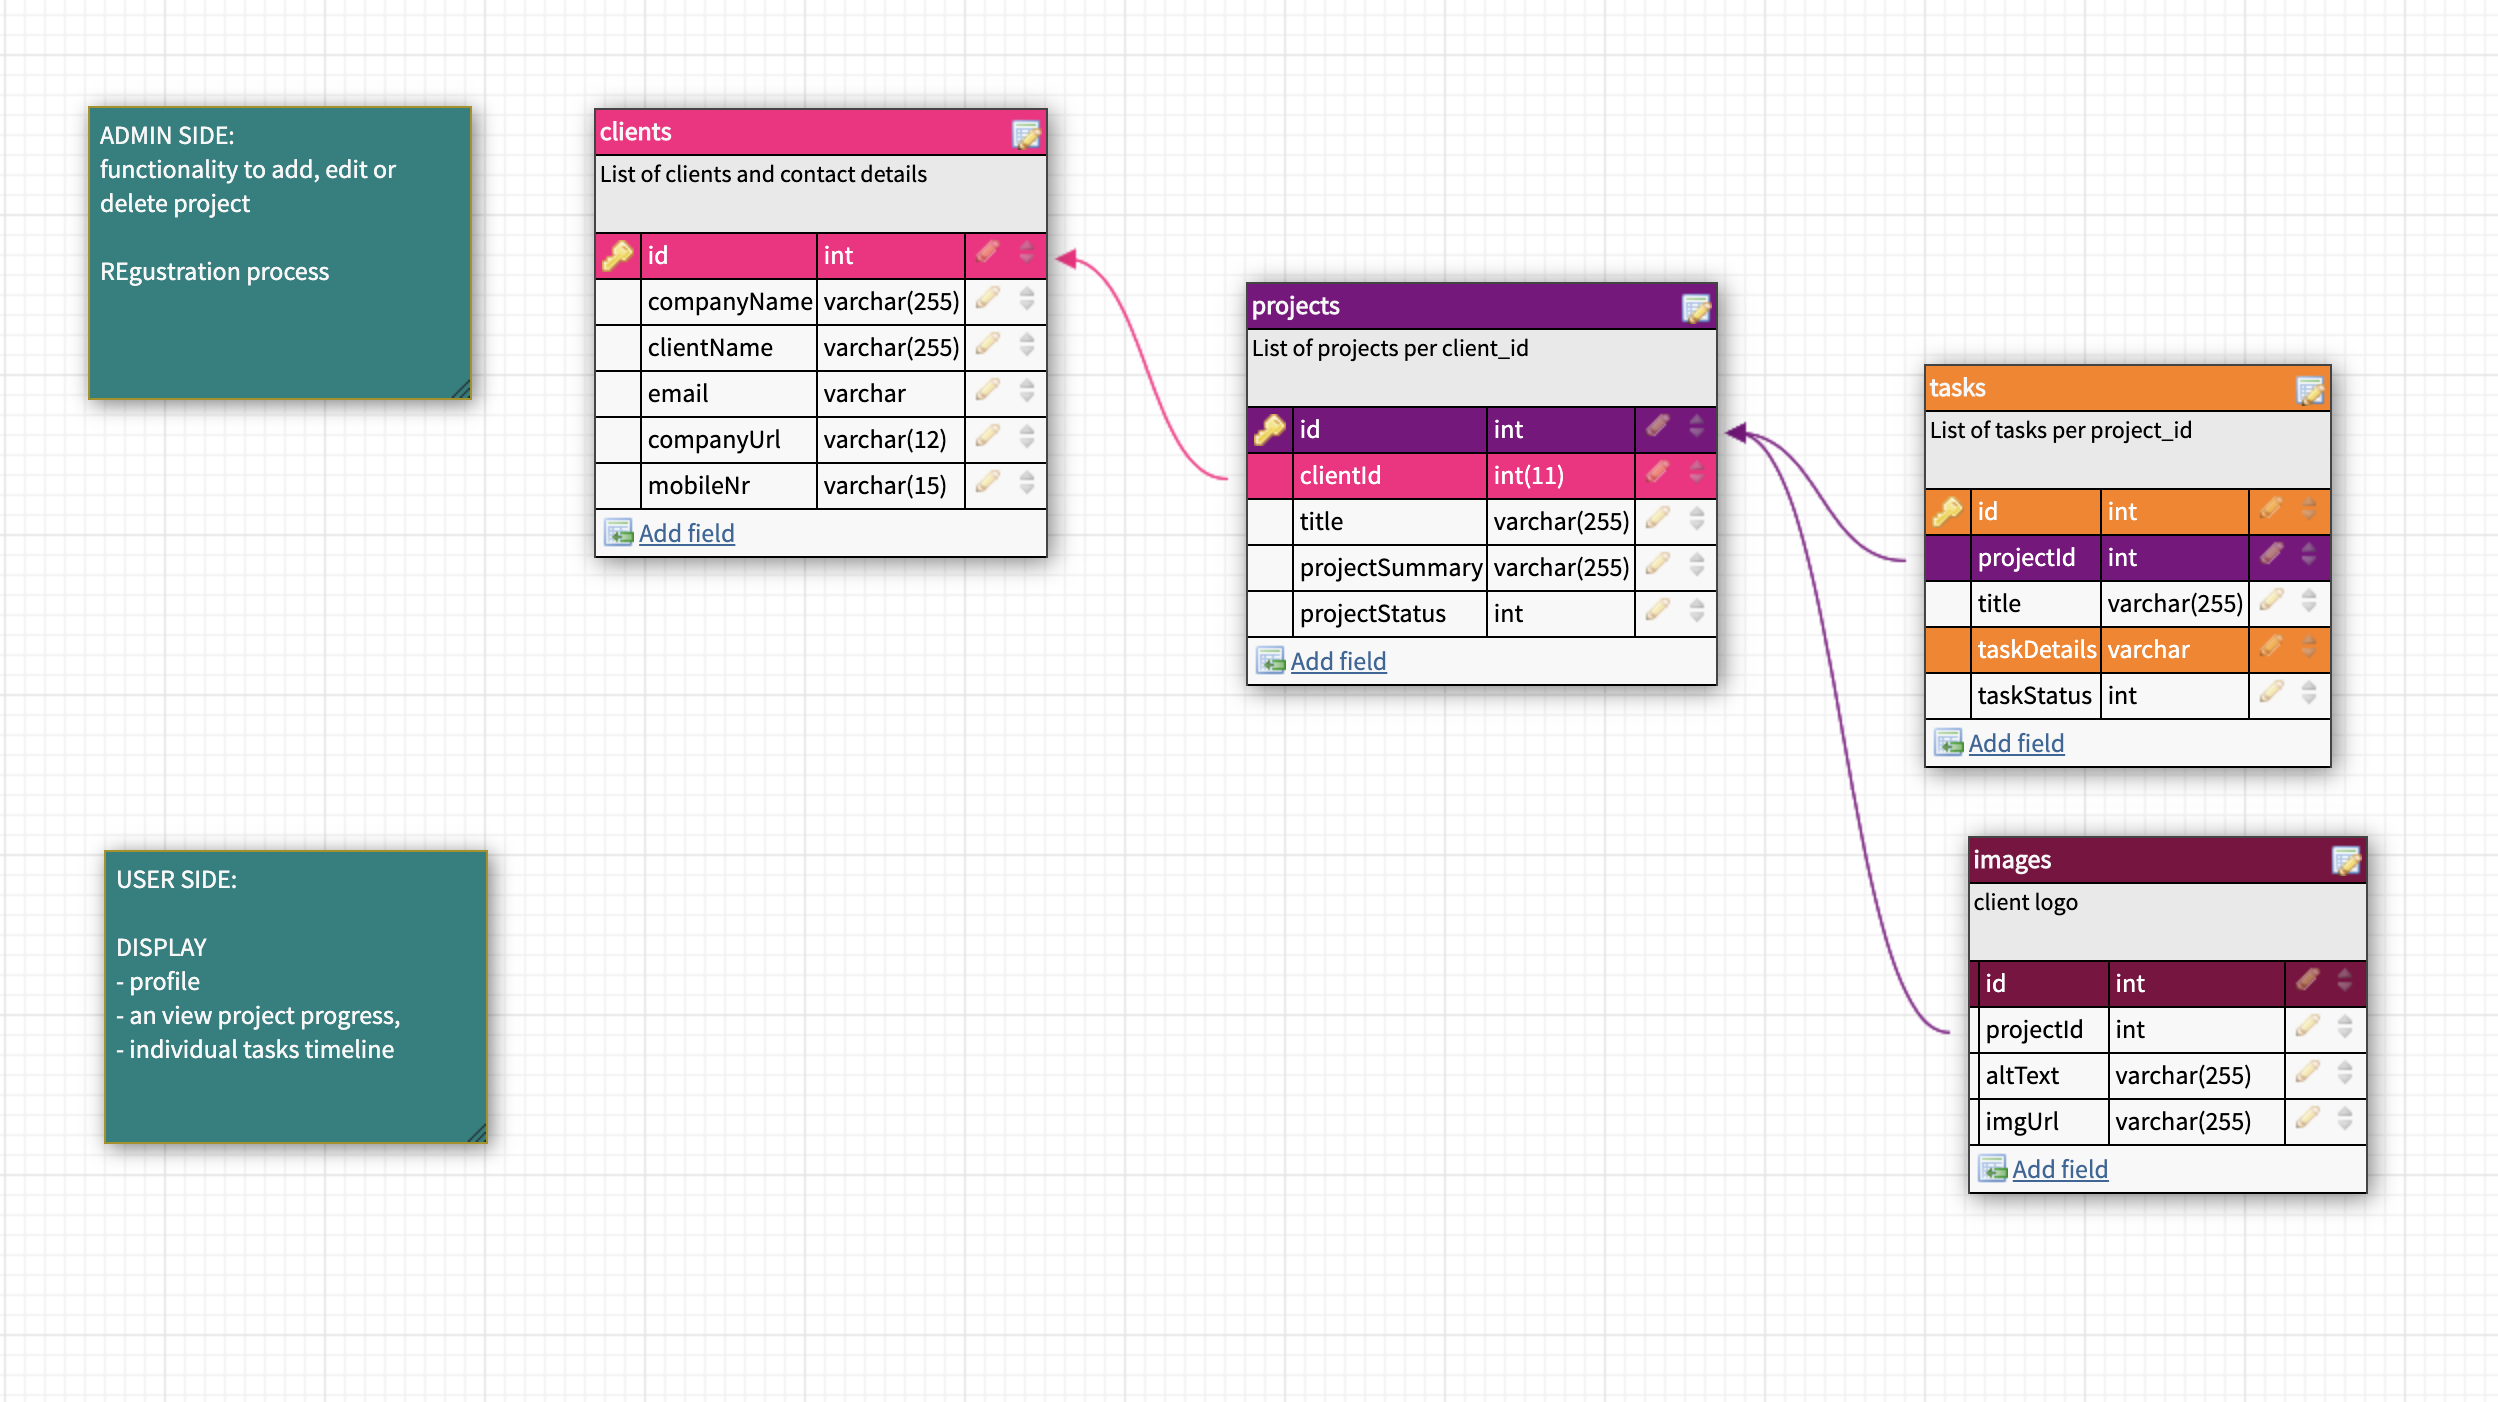 ADMIN SIDE:
functionality to add, edit or
delete project
REgustration process
clients
List of clients and contact details
id int
companyName varchar(255)
clientName varchar(255)
email varchar
companyUrl varchar(12)
mobileNr varchar(15)
Add field
projects
List of projects per client_id
id int
clientId int(11)
title varchar(255)
projectSummary varchar(255)
projectStatus int
Add field
tasks
List of tasks per project_id
id int
projectId int
title varchar(255)
taskDetails varchar
taskStatus int
Add field
USER SIDE:
DISPLAY
- profile
- an view project progress,
- individual tasks timeline
images
client logo
id int
projectId int
altText varchar(255)
imgUrl varchar(255)
Add field